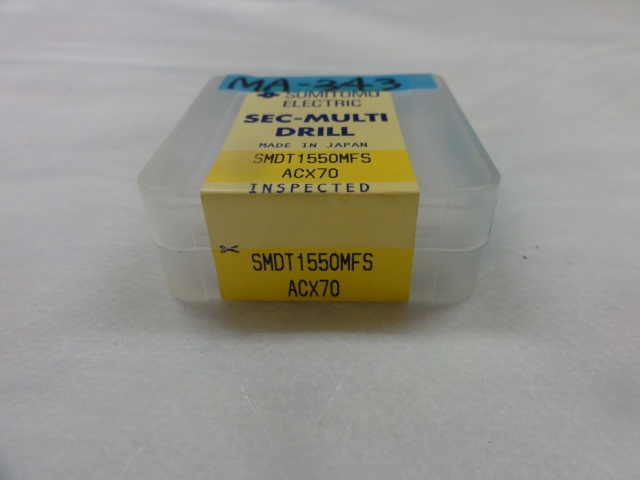 MA-243
SUMITOMO
ELECTRIC
SEC-MULTI
DRILL
MADE IN JAPAN
SMDT1550MFS
ACX70
INSPECTED
SMDT1550MFS
ACX70